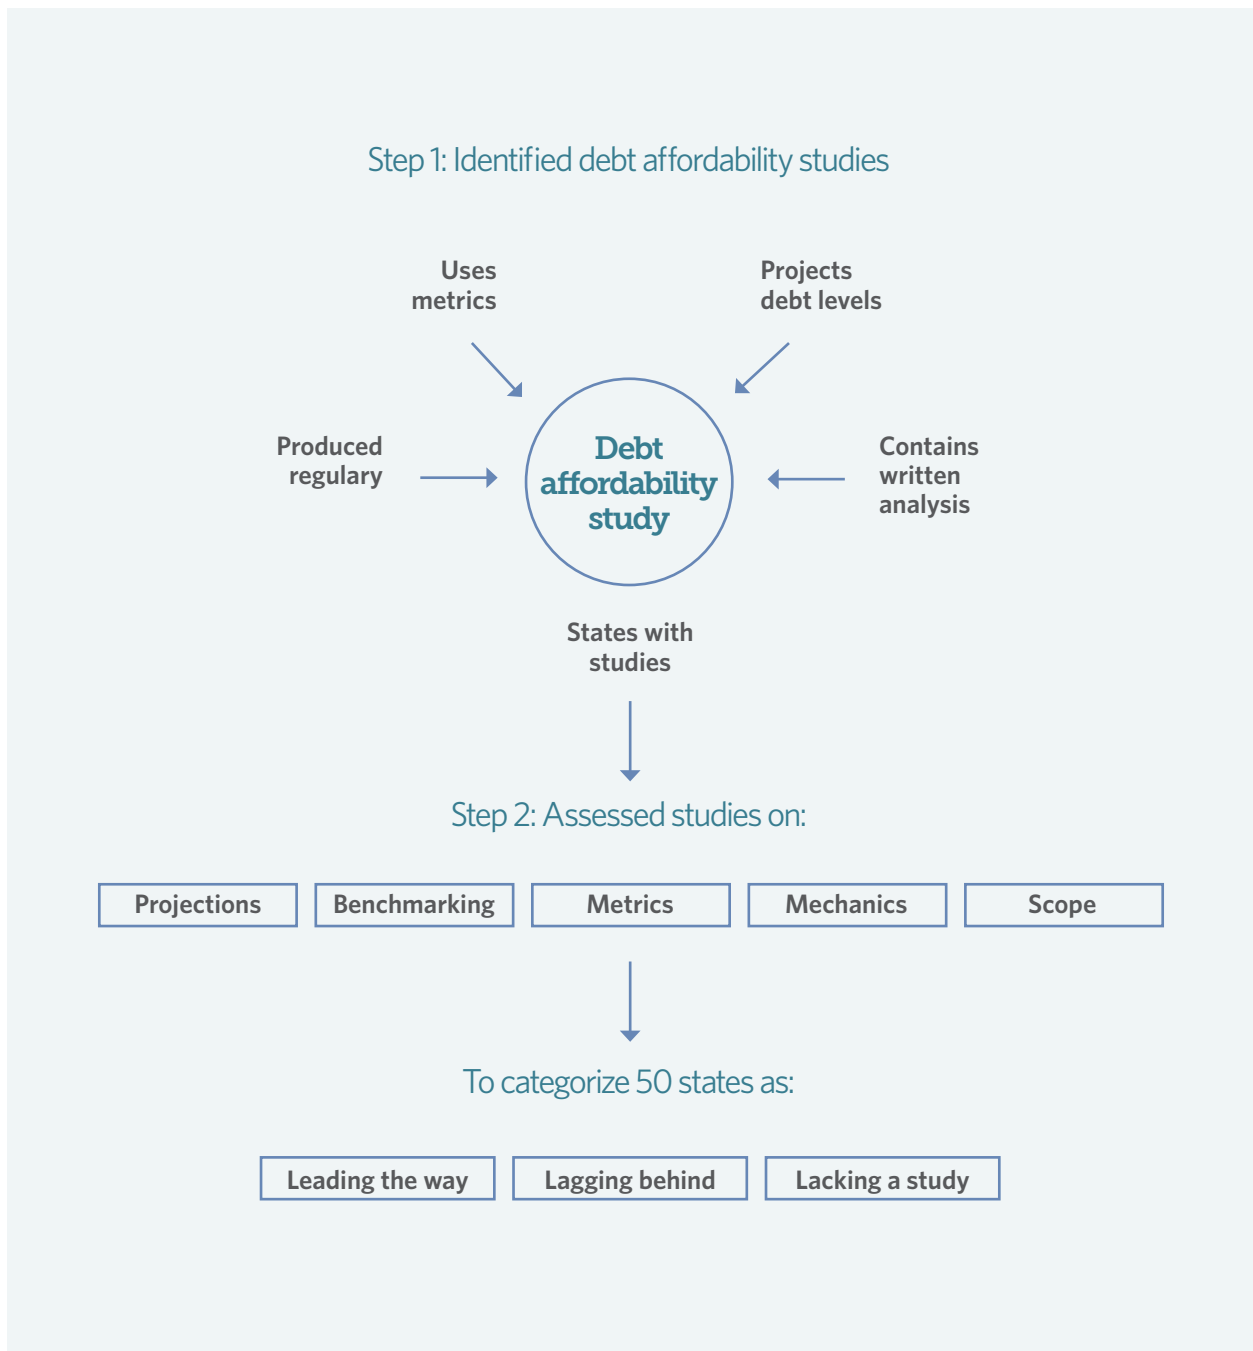 Step 1: Identified debt affordability studies
Uses
metrics
Projects
debt levels
Produced
regulary
Debt
affordability
study
Contains
written
analysis
States with
studies
Step 2: Assessed studies on:
Projections
Benchmarking
Metrics
Mechanics
Scope
To categorize 50 states as:
Leading the way
Lagging behind
Lacking a study